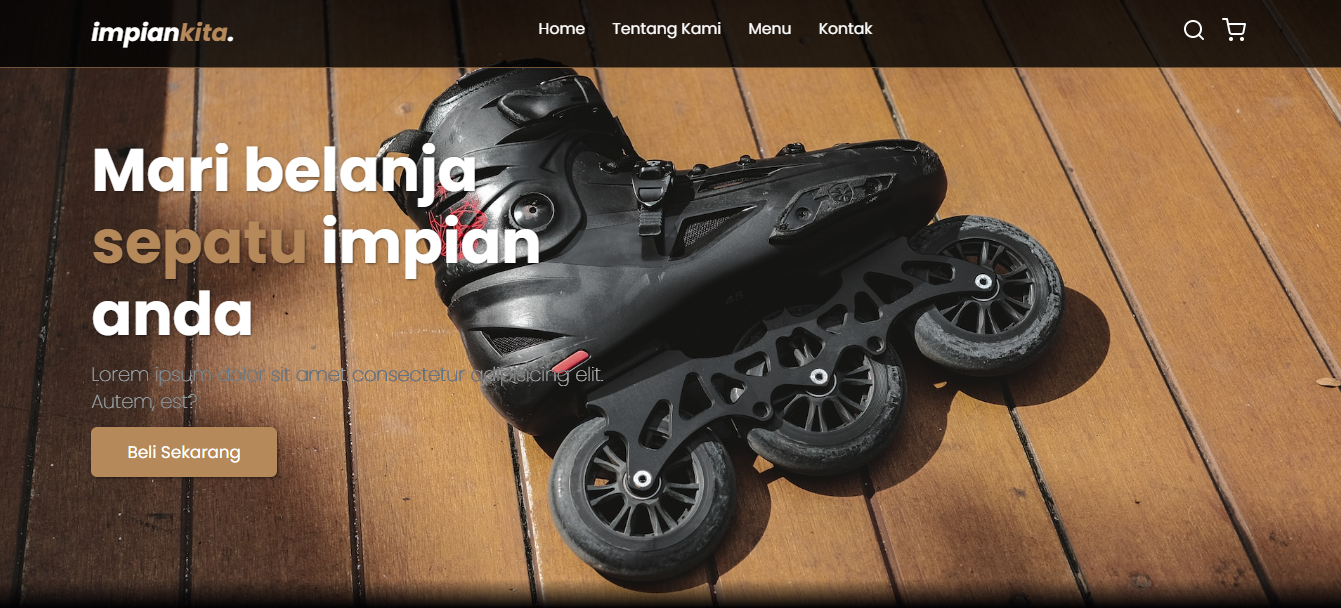 impiankita.
Home
Tentang Kami
Menu
Kontak
Mari belanja
sepatu impian
anda
Lorem ipsum dolor sit amet consectetur adipisicing elit.
Autem, est?
Beli Sekarang